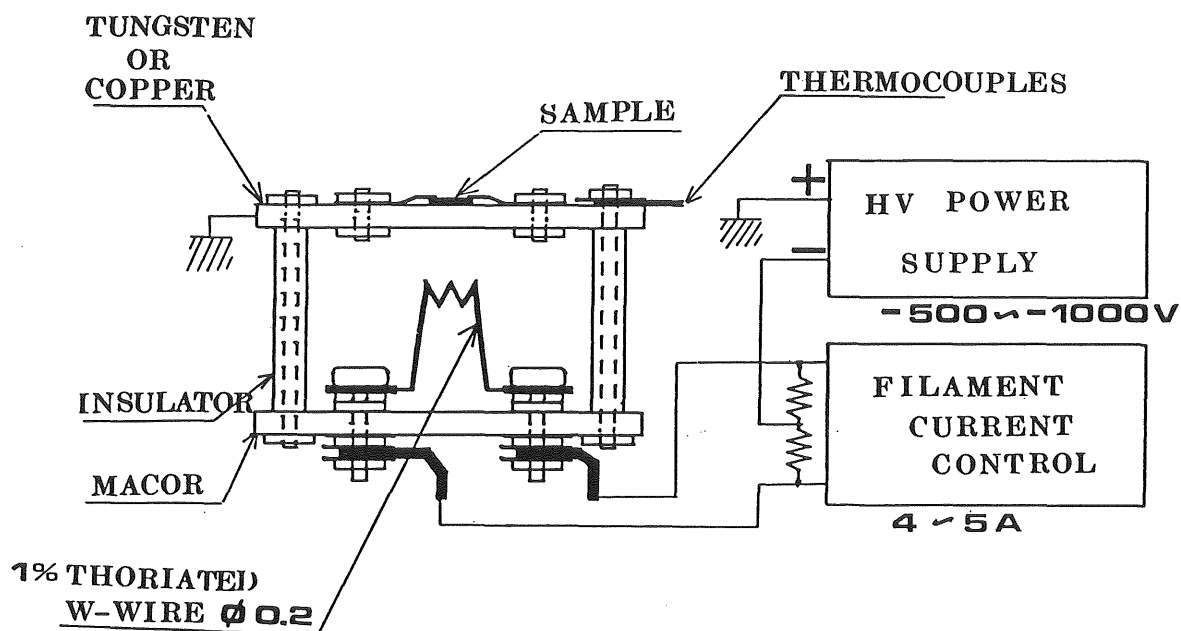 TUNGSTEN
OR
COPPER
SAMPLE
THERMOCOUPLES
+
HV POWER
SUPPLY
−
-500~-1000V
INSULATOR
FILAMENT
CURRENT
CONTROL
MACOR
4~5A
1% THORIATED
W-WIRE Ø 0.2